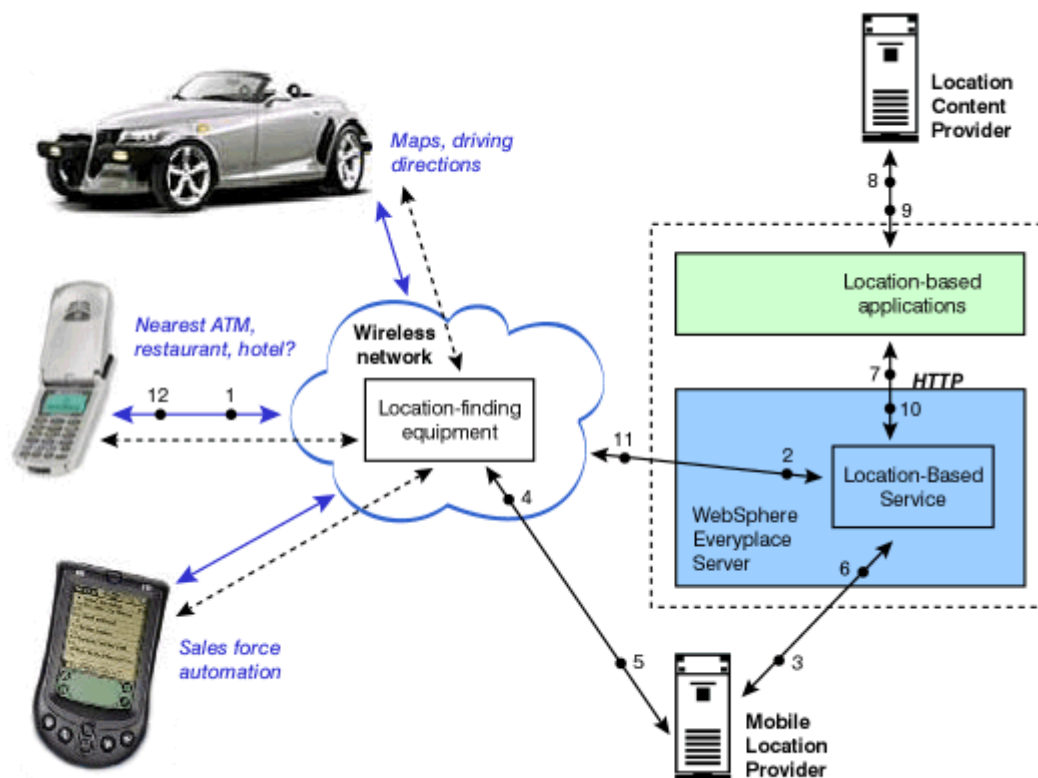 Location
Content
Provider
Maps, driving
directions
8
9
Location-based
applications
Nearest ATM,
restaurant, hotel?
Wireless
network
7
HTTP
12
1
10
Location-finding
equipment
11
2
Location-Based
Service
4
WebSphere
Everyplace
Server
6
Sales force
automation
5
3
Mobile
Location
Provider